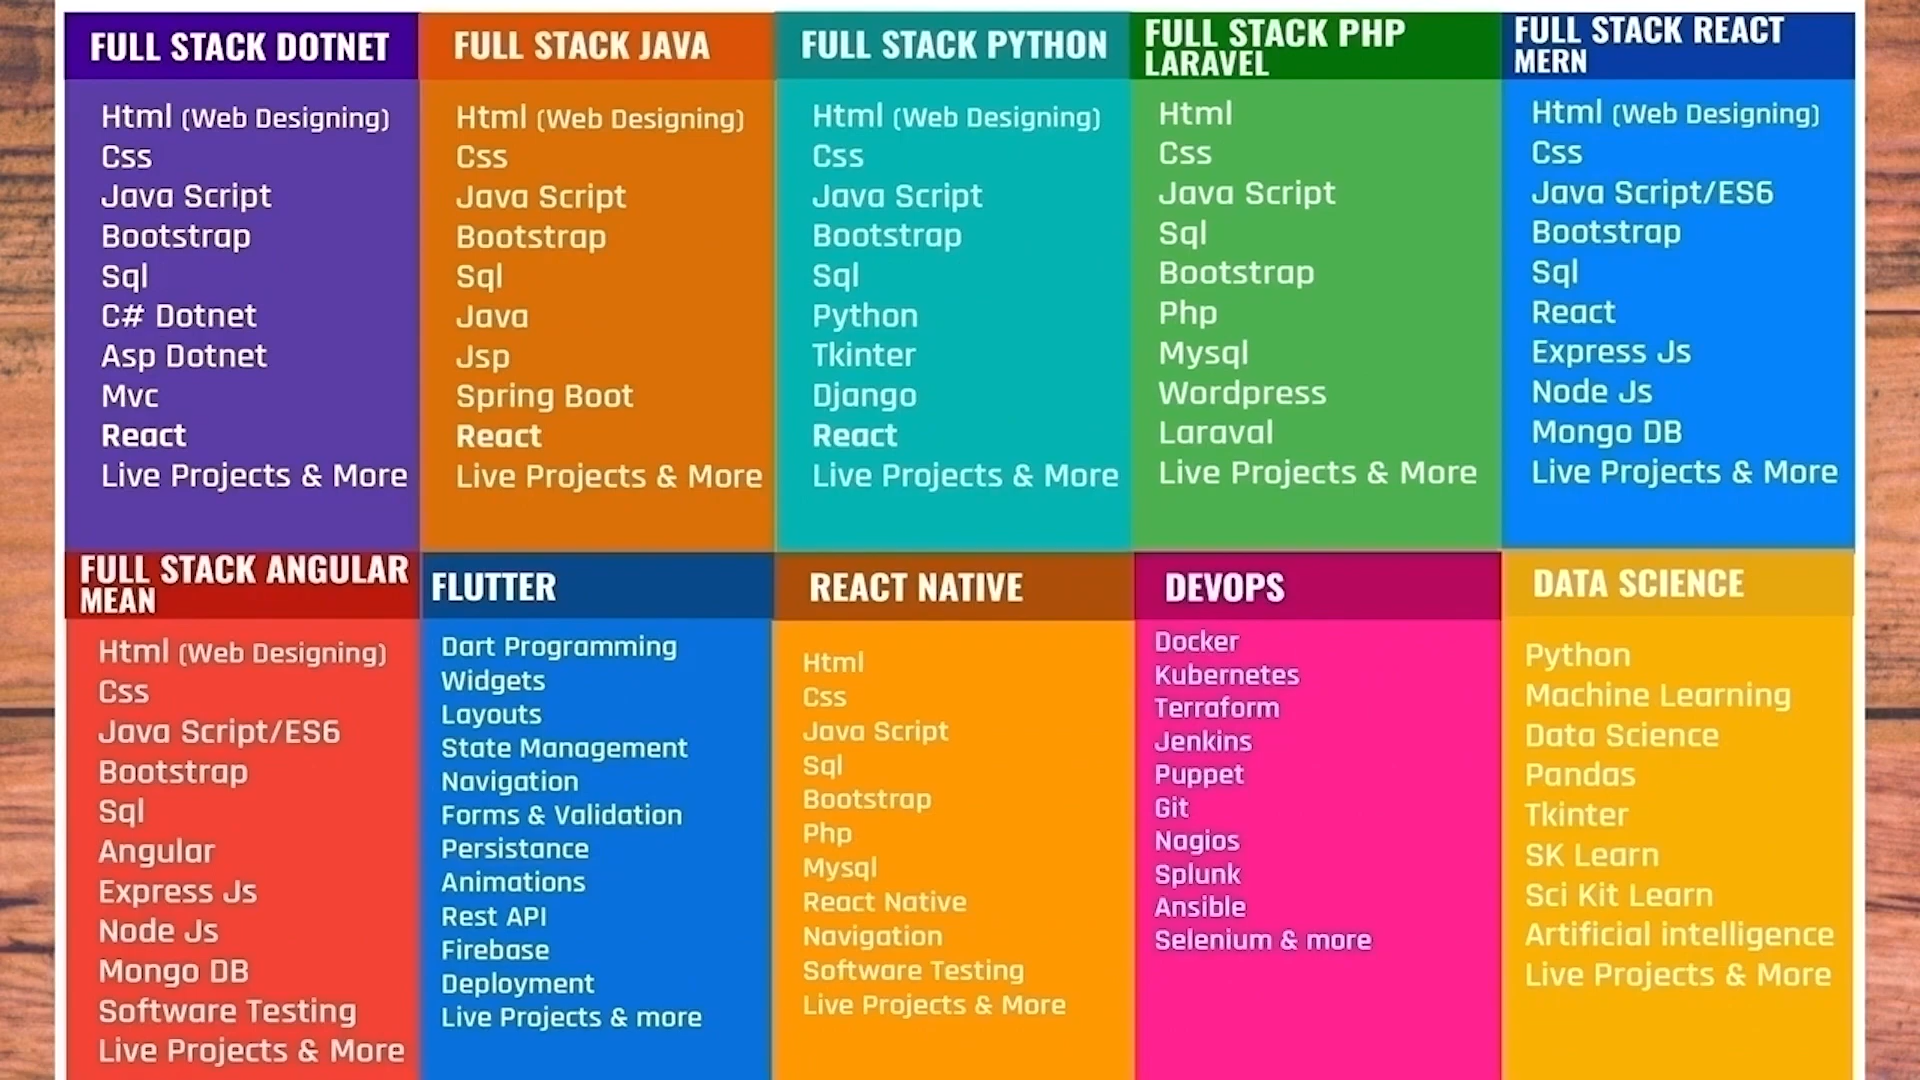 FULL STACK DOTNET
Html (Web Designing)
Css
Java Script
Bootstrap
Sql
C# Dotnet
Asp Dotnet
Mvc
React
Live Projects & More
FULL STACK JAVA
Html (Web Designing)
Css
Java Script
Bootstrap
Sql
Java
Jsp
Spring Boot
React
Live Projects & More
FULL STACK PYTHON
Html (Web Designing)
Css
Java Script
Bootstrap
Sql
Python
Tkinter
Django
React
Live Projects & More
FULL STACK PHP
LARAVEL
Html
Css
Java Script
Sql
Bootstrap
Php
Mysql
Wordpress
Laraval
Live Projects & More
FULL STACK REACT
MERN
Html (Web Designing)
Css
Java Script/ES6
Bootstrap
Sql
React
Express Js
Node Js
Mongo DB
Live Projects & More
FULL STACK ANGULAR
MEAN
Html (Web Designing)
Css
Java Script/ES6
Bootstrap
Sql
Angular
Express Js
Node Js
Mongo DB
Software Testing
Live Projects & More
FLUTTER
Dart Programming
Widgets
Layouts
State Management
Navigation
Forms & Validation
Persistance
Animations
Rest API
Firebase
Deployment
Live Projects & more
REACT NATIVE
Html
Css
Java Script
Sql
Bootstrap
Php
Mysql
React Native
Navigation
Software Testing
Live Projects & More
DEVOPS
Docker
Kubernetes
Terraform
Jenkins
Puppet
Git
Nagios
Splunk
Ansible
Selenium & more
DATA SCIENCE
Python
Machine Learning
Data Science
Pandas
Tkinter
SK Learn
Sci Kit Learn
Artificial intelligence
Live Projects & More